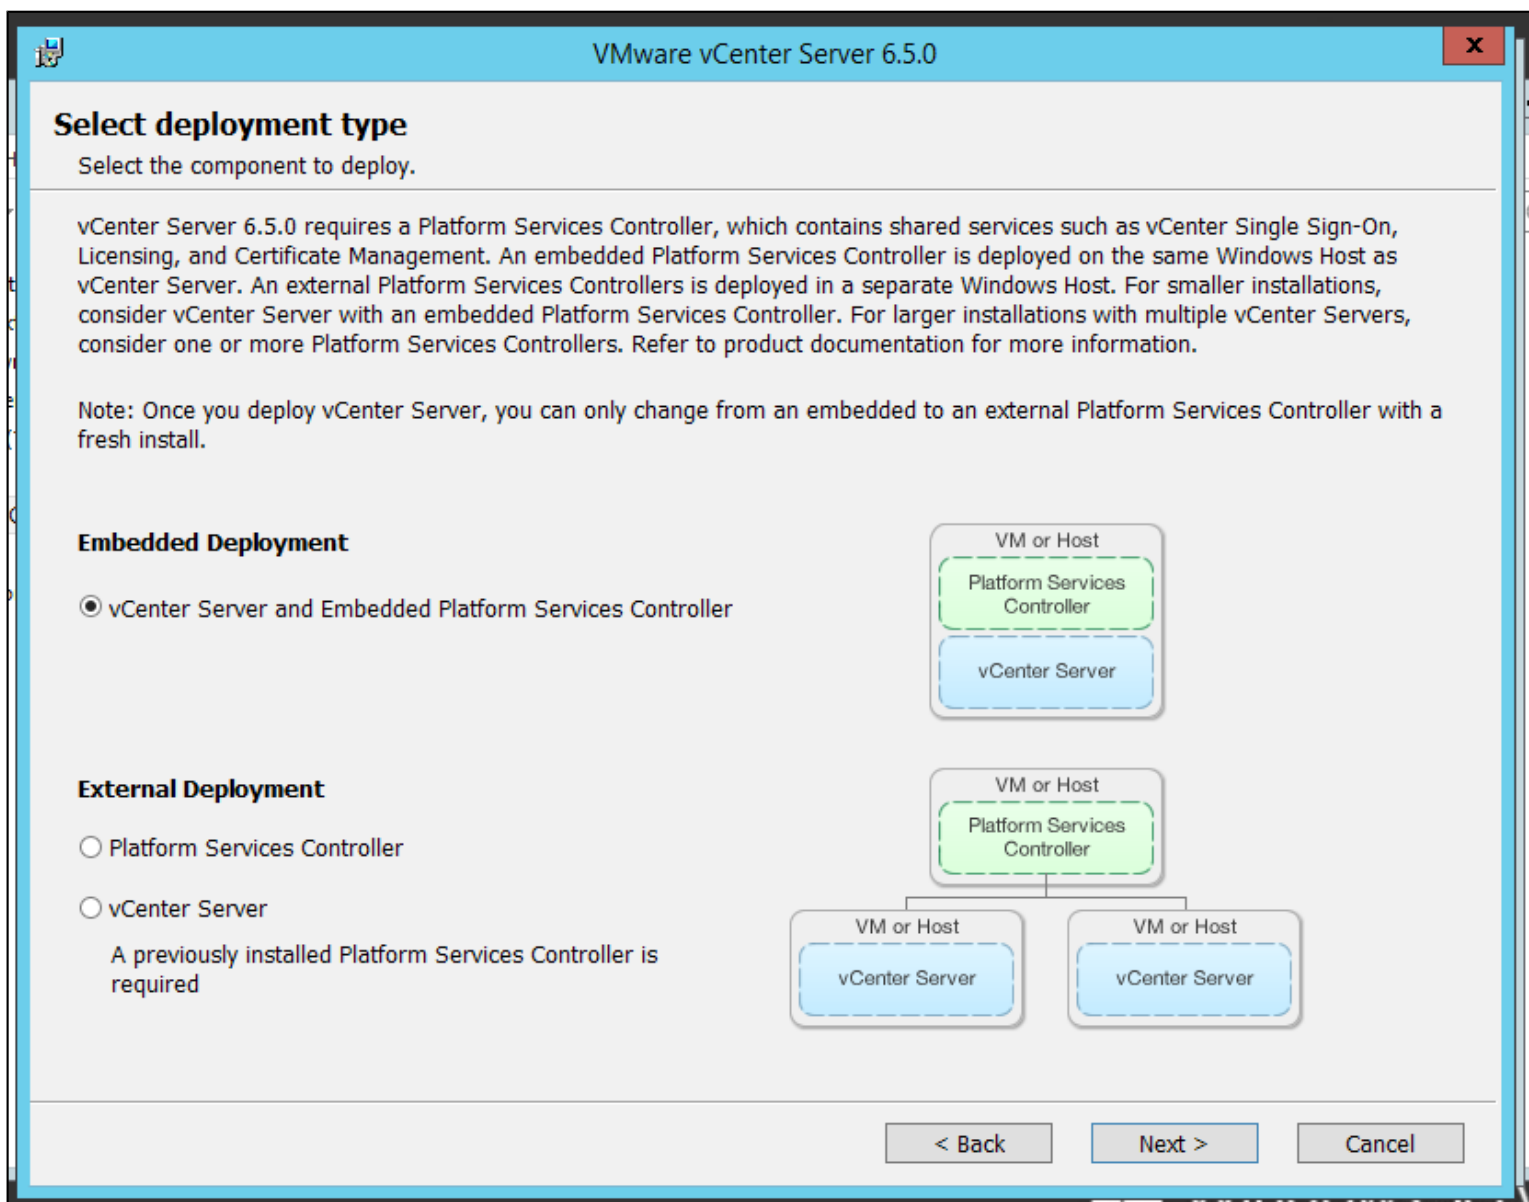 VMware vCenter Server 6.5.0
x
Select deployment type
Select the component to deploy.
vCenter Server 6.5.0 requires a Platform Services Controller, which contains shared services such as vCenter Single Sign-On,
Licensing, and Certificate Management. An embedded Platform Services Controller is deployed on the same Windows Host as
vCenter Server. An external Platform Services Controllers is deployed in a separate Windows Host. For smaller installations,
consider vCenter Server with an embedded Platform Services Controller. For larger installations with multiple vCenter Servers,
consider one or more Platform Services Controllers. Refer to product documentation for more information.
Note: Once you deploy vCenter Server, you can only change from an embedded to an external Platform Services Controller with a
fresh install.
Embedded Deployment
vCenter Server and Embedded Platform Services Controller
VM or Host
Platform Services
Controller
vCenter Server
External Deployment
Platform Services Controller
vCenter Server
A previously installed Platform Services Controller is
required
VM or Host
Platform Services
Controller
VM or Host
vCenter Server
VM or Host
vCenter Server
< Back
Next >
Cancel